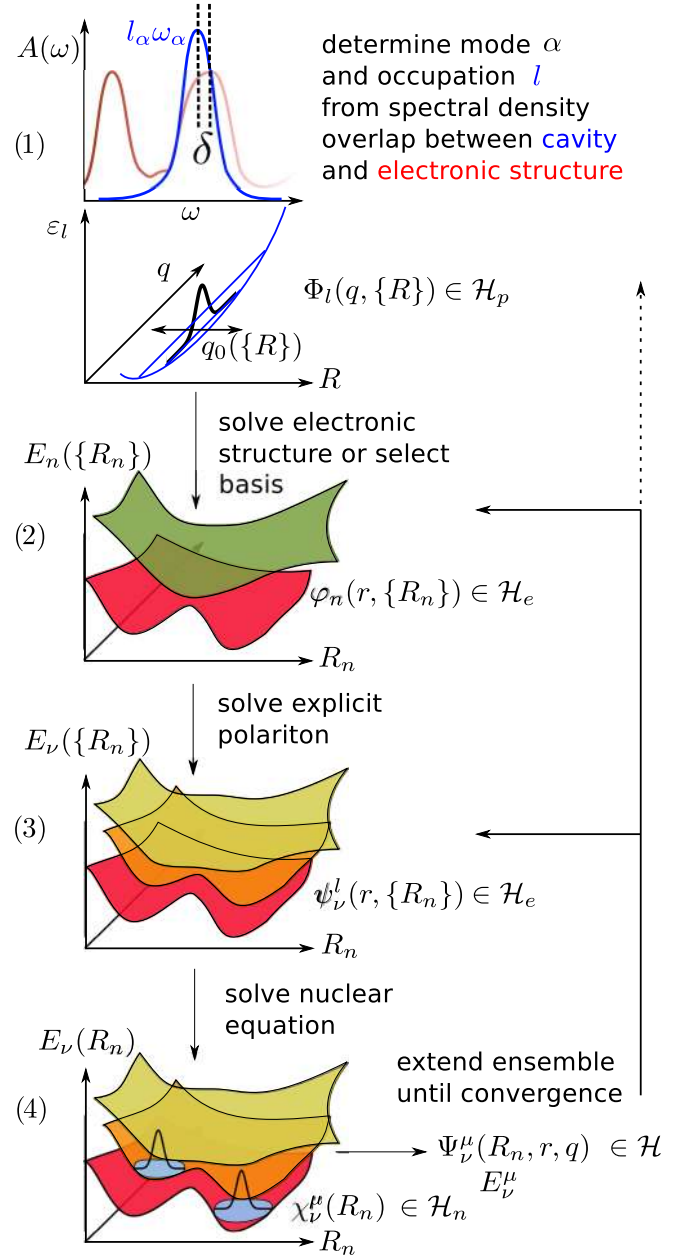 A(ω)
l_αω_α
δ
(1)
ω
determine mode α
and occupation l
from spectral density
overlap between cavity
and electronic structure
ε_l
q
q_0({R})
R
Φ_l(q, {R}) ∈ ℋ_p
solve electronic
structure or select
basis
E_n({R_n})
(2)
φ_n(r, {R_n}) ∈ ℋ_e
R_n
solve explicit
polariton
E_ν({R_n})
(3)
ψ_ν^l(r, {R_n}) ∈ ℋ_e
R_n
solve nuclear
equation
E_ν(R_n)
(4)
extend ensemble
until convergence
Ψ_ν^μ(R_n, r, q) ∈ ℋ
E_ν^μ
χ_ν^μ(R_n) ∈ ℋ_n
R_n